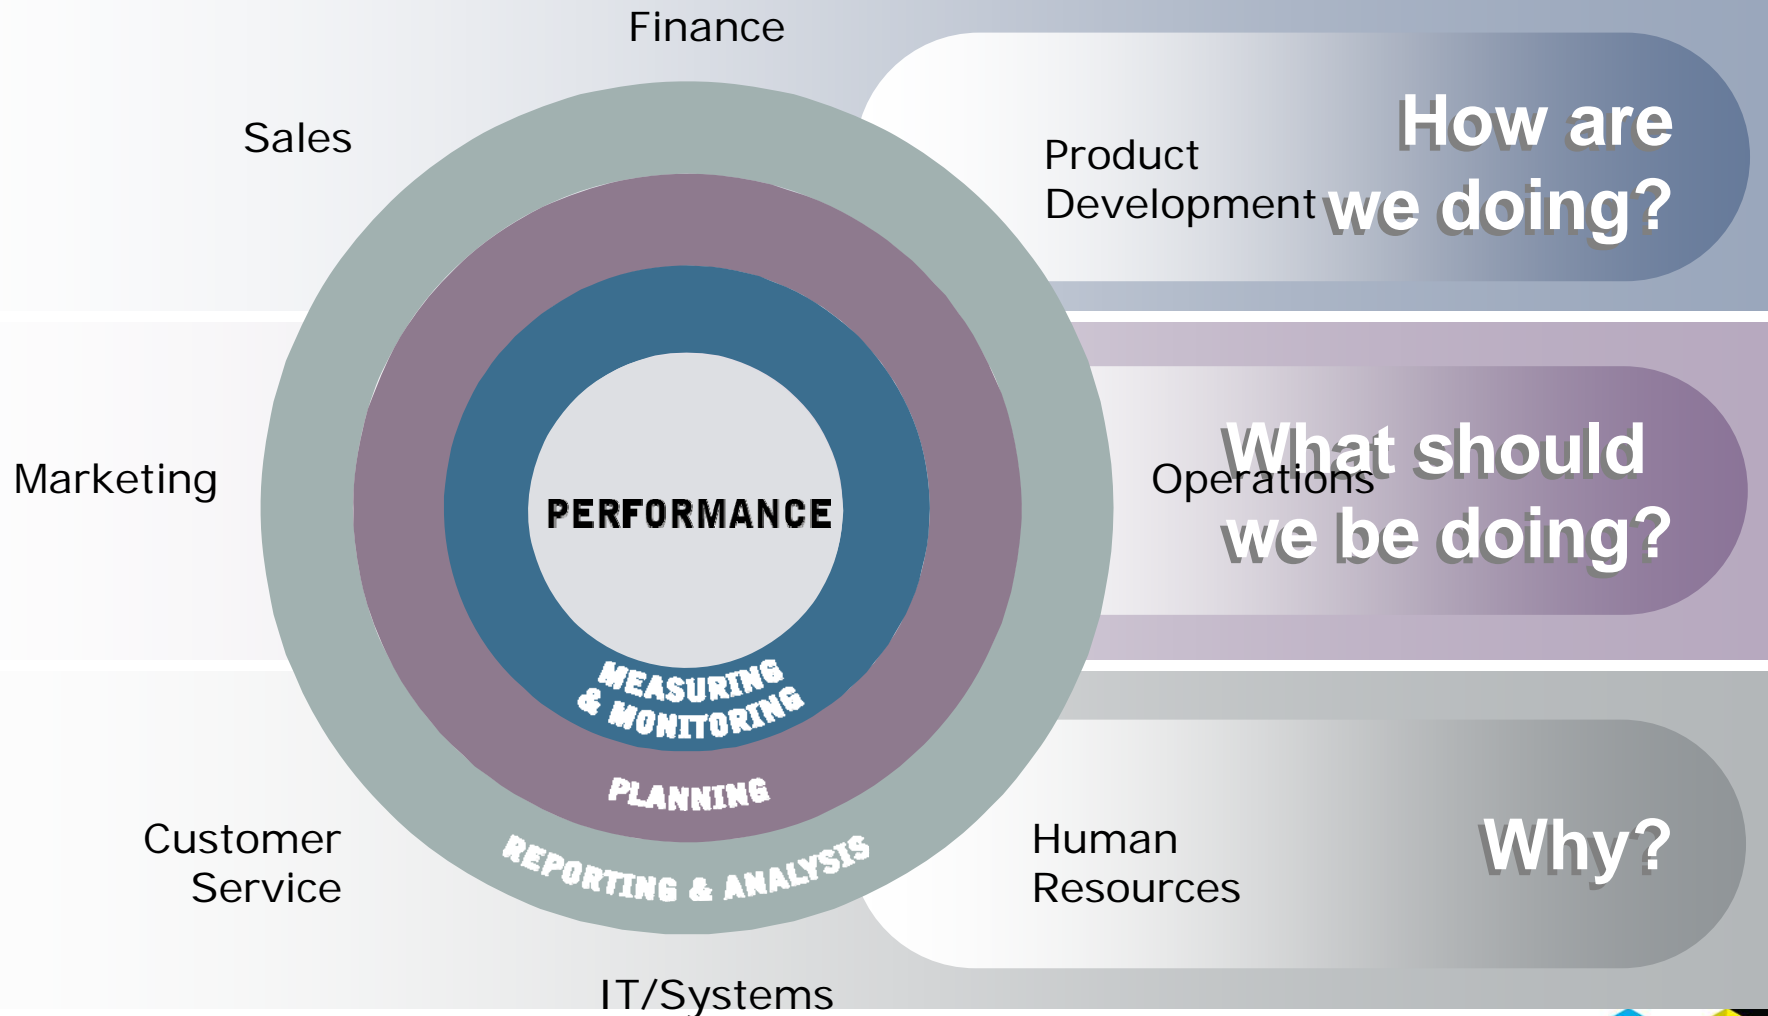 Finance
Sales
Product
Development
How are
we doing?
Marketing
PERFORMANCE
Operations
What should
we be doing?
MEASURING
& MONITORING
PLANNING
REPORTING & ANALYSIS
Customer
Service
Human
Resources
Why?
IT/Systems